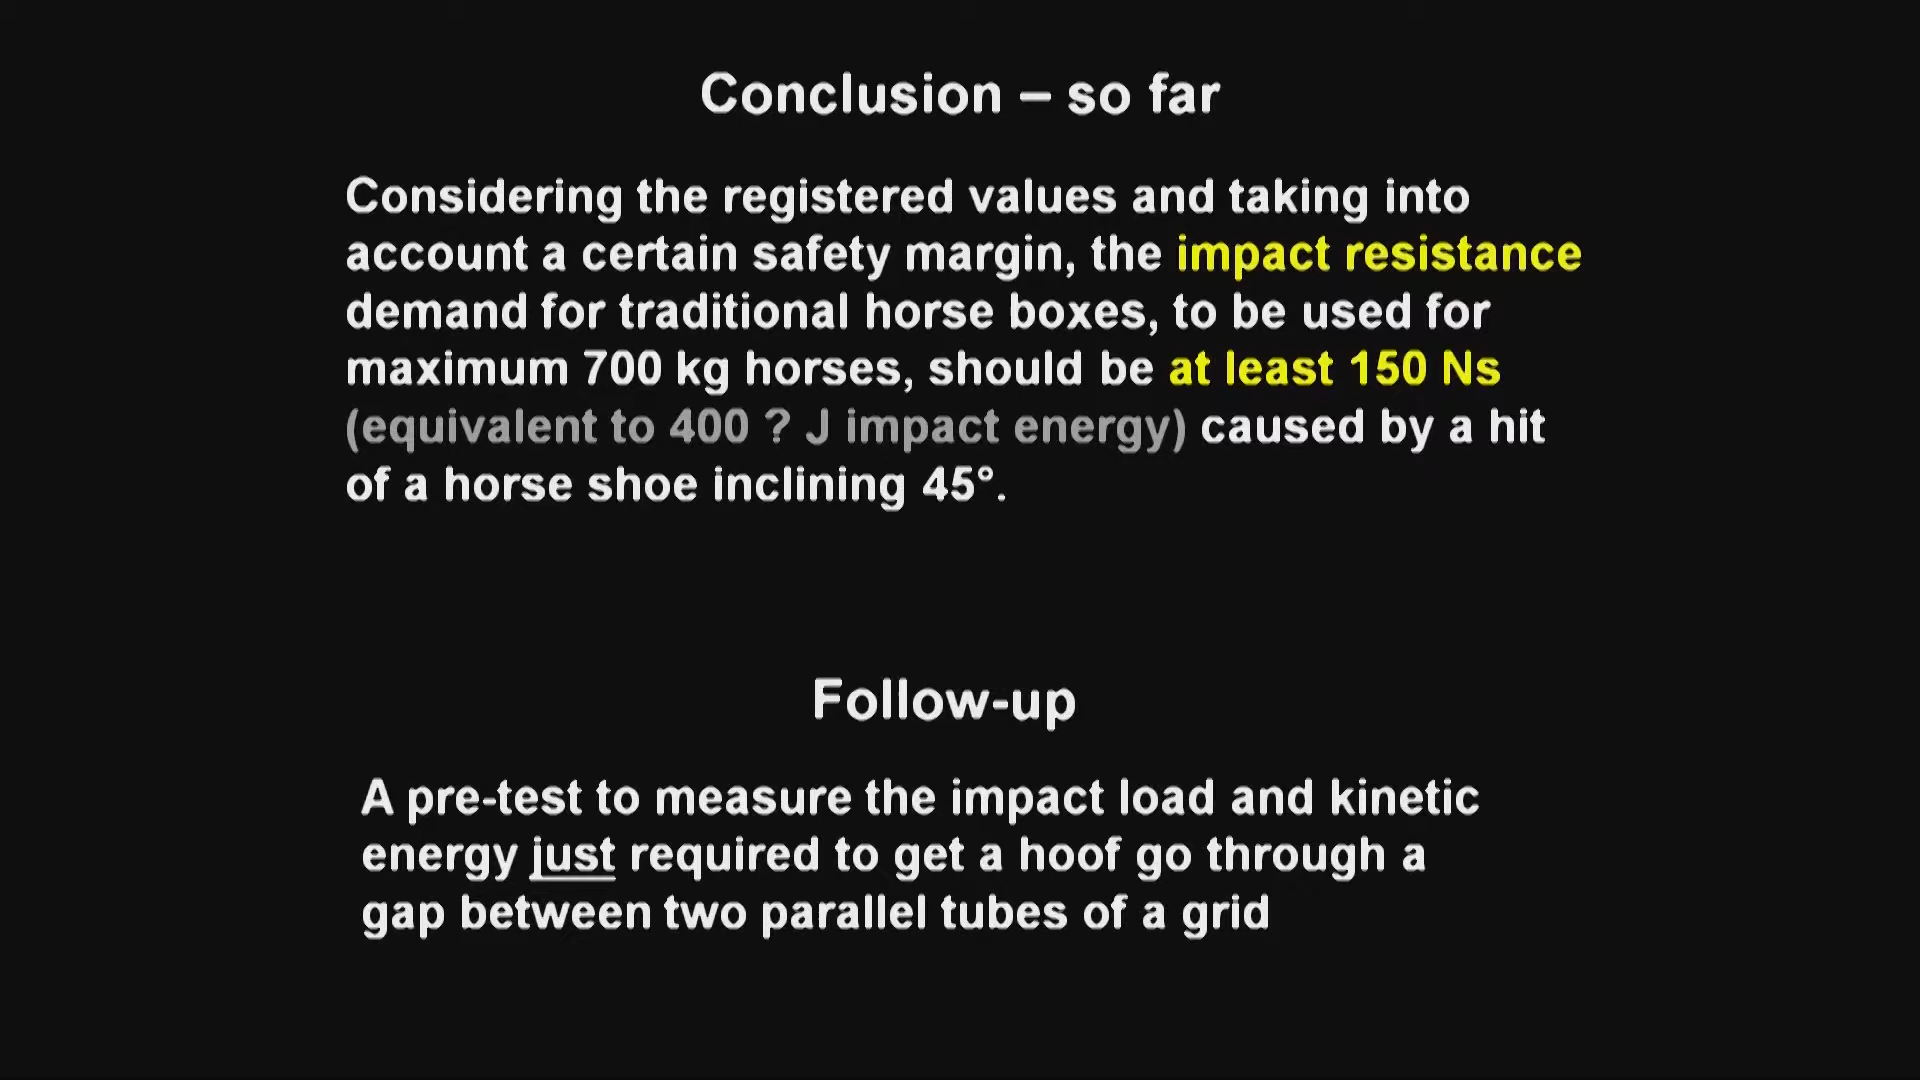 Conclusion – so far
Considering the registered values and taking into
account a certain safety margin, the impact resistance
demand for traditional horse boxes, to be used for
maximum 700 kg horses, should be at least 150 Ns
(equivalent to 400 ? J impact energy) caused by a hit
of a horse shoe inclining 45°.
Follow-up
A pre-test to measure the impact load and kinetic
energy just required to get a hoof go through a
gap between two parallel tubes of a grid